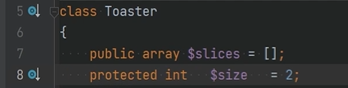 5 class Toaster
6 {
7 public array $slices = [];
8 protected int $size = 2;